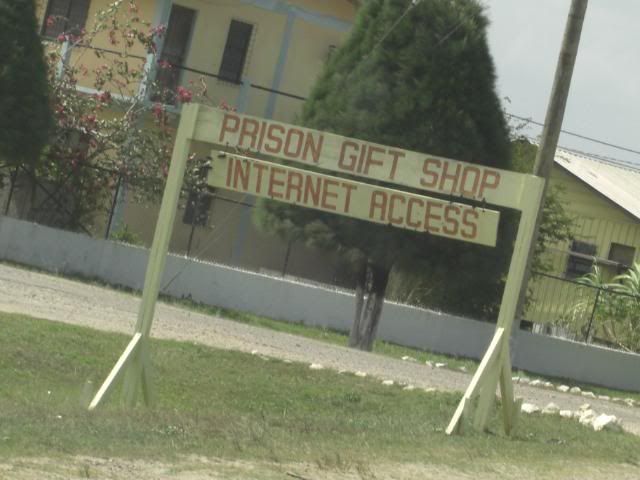 PRISON GIFT SHOP
INTERNET ACCESS